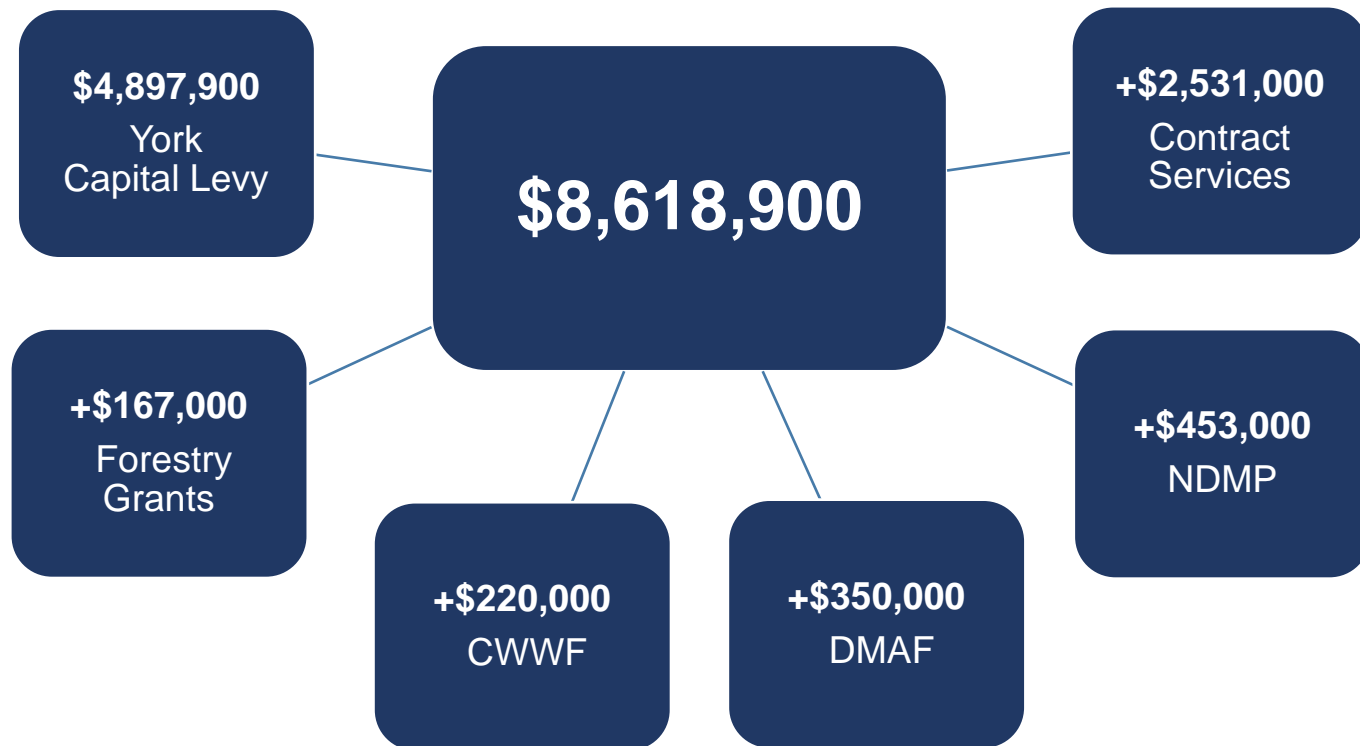 $4,897,900
York
Capital Levy
$8,618,900
+$2,531,000
Contract
Services
+$167,000
Forestry
Grants
+$453,000
NDMP
+$220,000
CWWF
+$350,000
DMAF